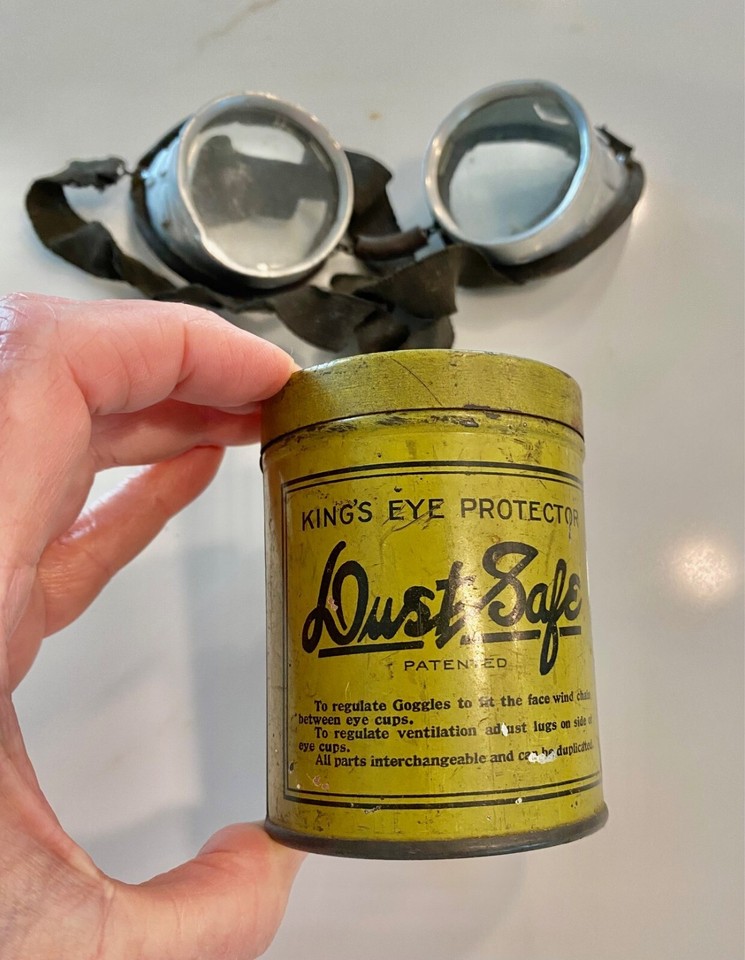 KING'S EYE PROTECTOR
Dust Safe
PATENTED
To regulate Goggles to fit the face wind chain
between eye cups.
To regulate ventilation adjust lugs on side of
eye cups.
All parts interchangeable and can be duplicated.